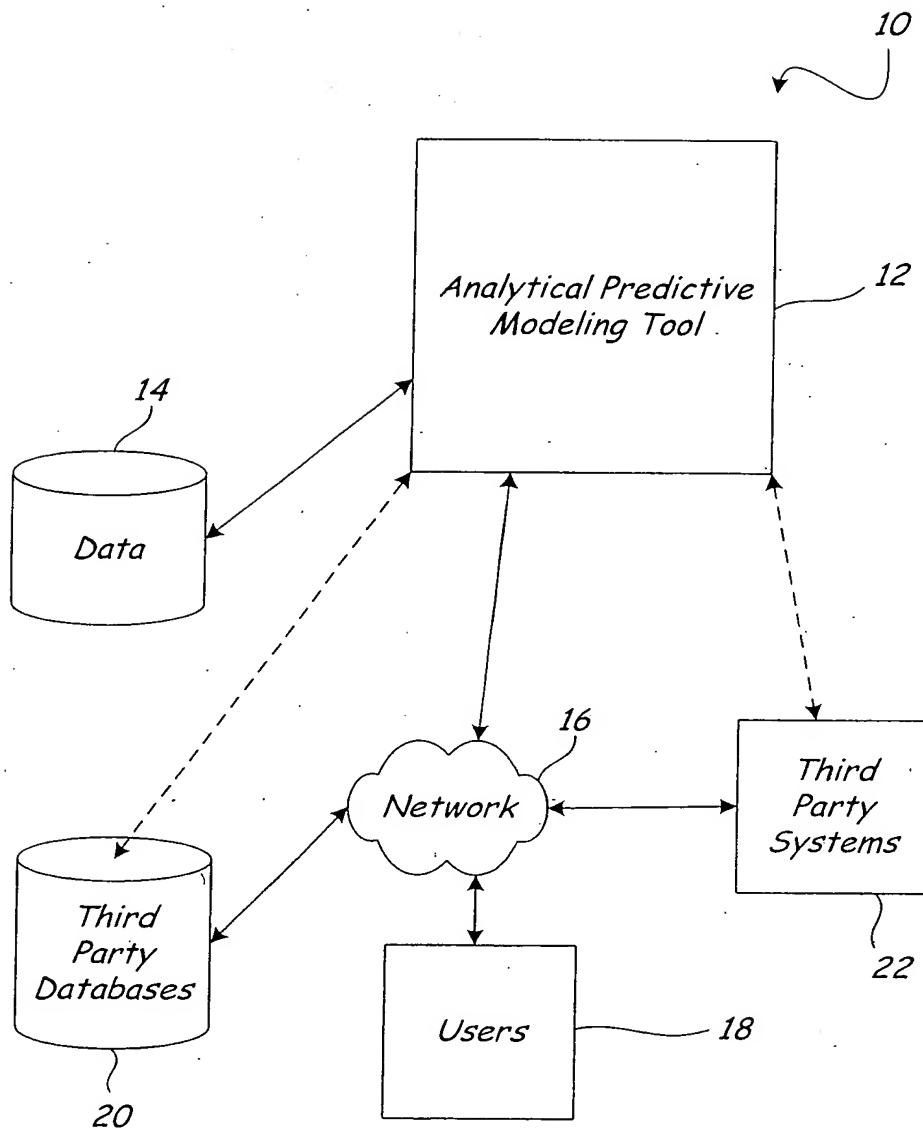 10
Analytical Predictive
Modeling Tool
12
14
Data
16
Network
Third
Party
Systems
22
Third
Party
Databases
20
Users
18